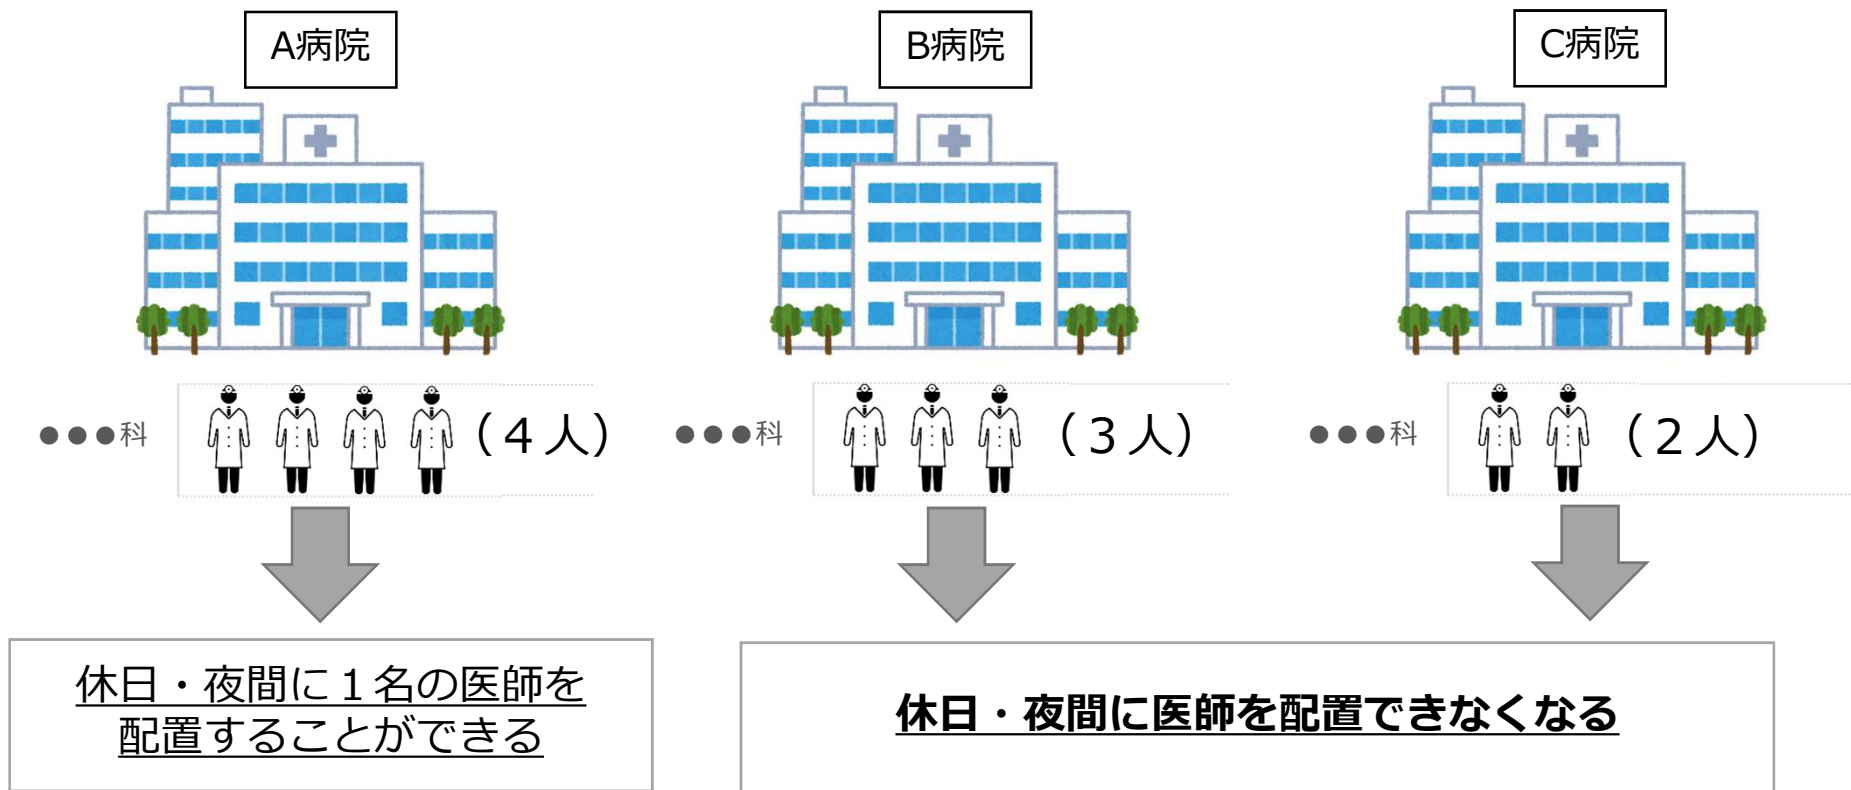 A病院
B病院
C病院
●●●科
（４人）
●●●科
（３人）
●●●科
（２人）
休日・夜間に１名の医師を
配置することができる
休日・夜間に医師を配置できなくなる